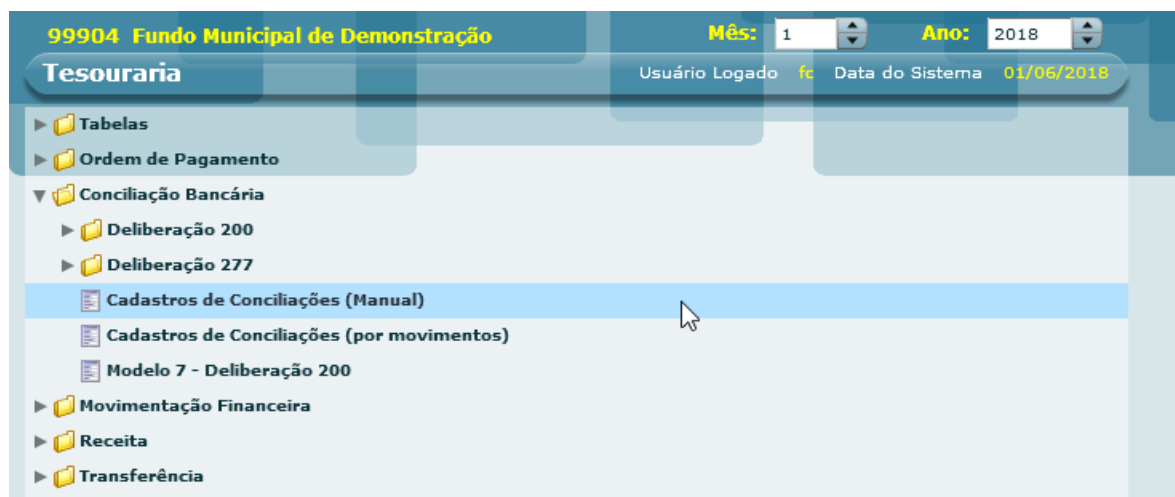 99904 Fundo Municipal de Demonstração Mês: 1 Ano: 2018
Tesouraria Usuário Logado fc Data do Sistema 01/06/2018
Tabelas
Ordem de Pagamento
Conciliação Bancária
Deliberação 200
Deliberação 277
Cadastros de Conciliações (Manual)
Cadastros de Conciliações (por movimentos)
Modelo 7 - Deliberação 200
Movimentação Financeira
Receita
Transferência